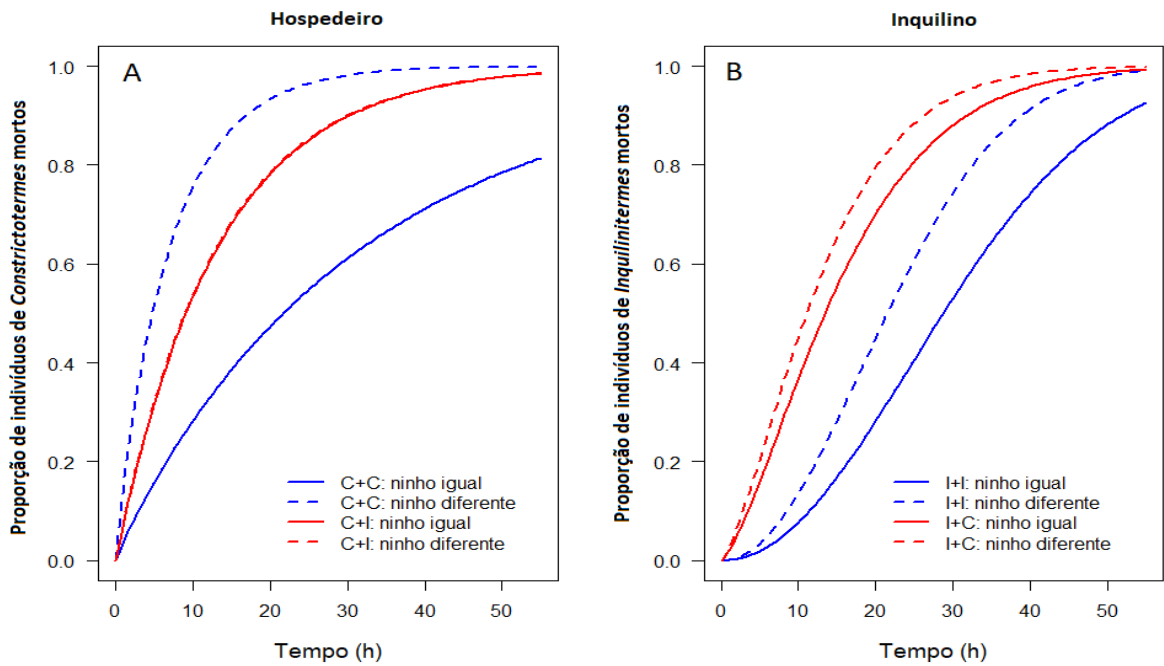 Hospedeiro
A
Proporção de indivíduos de Constrictotermes mortos
1.0
0.8
0.6
0.4
0.2
0.0
C+C: ninho igual
C+C: ninho diferente
C+I: ninho igual
C+I: ninho diferente
0 10 20 30 40 50
Tempo (h)
Inquilino
B
Proporção de indivíduos de Inquilinitermes mortos
1.0
0.8
0.6
0.4
0.2
0.0
I+I: ninho igual
I+I: ninho diferente
I+C: ninho igual
I+C: ninho diferente
0 10 20 30 40 50
Tempo (h)